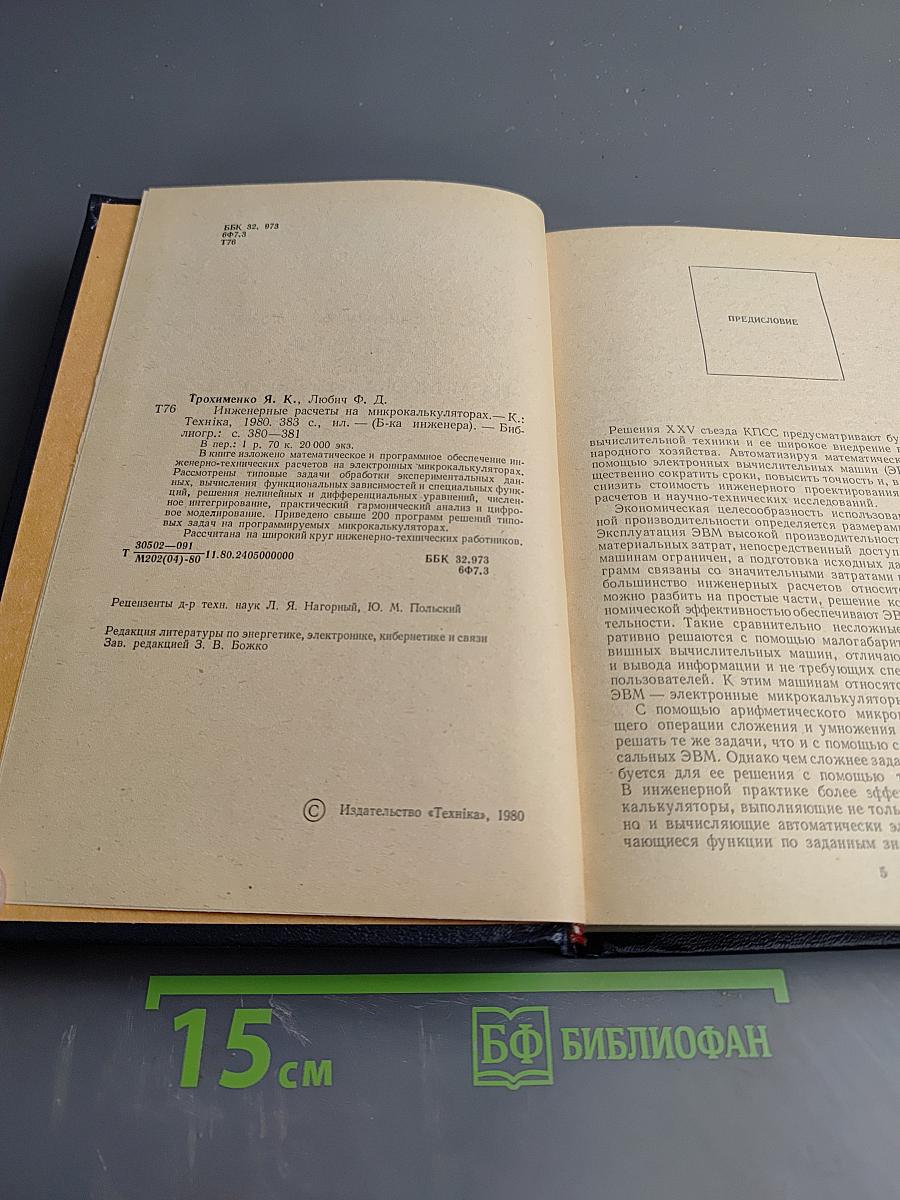 ББК 32. 973
6Ф7.3
Т76
Трохименко Я. К., Любич Ф. Д.
Т76 Инженерные расчеты на микрокалькуляторах.— К.:
Технiка, 1980. 383 с., ил. — (Б-ка инженера). — Биб-
лиогр.: с. 380—381
В пер.: 1 р. 70 к. 20 000 экз.
В книге изложено математическое и программное обеспечение ин-
женерно-технических расчетов на электронных микрокалькуляторах.
Рассмотрены типовые задачи обработки экспериментальных дан-
ных, вычисления функциональных зависимостей и специальных функ-
ций, решения нелинейных и дифференциальных уравнений, числен-
ное интегрирование, практический гармонический анализ и цифро-
вое моделирование. Приведено свыше 200 программ решений типо-
вых задач на программируемых микрокалькуляторах.
Рассчитана на широкий круг инженерно-технических работников.
Т 30502—091
М202(04)-80 11.80.2405000000
ББК 32.973
6Ф7.3
Рецензенты д-р техн. наук Л. Я. Нагорный, Ю. М. Польский
Редакция литературы по энергетике, электронике, кибернетике и связи
Зав. редакцией З. В. Божко
© Издательство «Технiка», 1980
ПРЕДИСЛОВИЕ
Решения XXV съезда КПСС предусматривают бу
вычислительной техники и ее широкое внедрение в
народного хозяйства. Автоматизируя математическ
помощью электронных вычислительных машин (ЭВ
щественно сократить сроки, повысить точность и, в
снизить стоимость инженерного проектирования
расчетов и научно-технических исследований.
Экономическая целесообразность использован
ной производительности определяется размерам
Эксплуатация ЭВМ высокой производительност
материальных затрат, непосредственный доступ
машинам ограничен, а подготовка исходных да
грамм связаны со значительными затратами
большинство инженерных расчетов относит
можно разбить на простые части, решение ко
номической эффективностью обеспечивают ЭВ
тельности. Такие сравнительно несложные
ративно решаются с помощью малогабарит
вишных вычислительных машин, отличаю
и вывода информации и не требующих спе
пользователей. К этим машинам относятс
ЭВМ — электронные микрокалькуляторы
С помощью арифметического микро
щего операции сложения и умножения
решать те же задачи, что и с помощью с
сальных ЭВМ. Однако чем сложнее зада
буется для ее решения с помощью т
В инженерной практике более эффе
калькуляторы, выполняющие не толь
но и вычисляющие автоматически эл
чающиеся функции по заданным зн
5
15 см
БФ БИБЛИОФАН